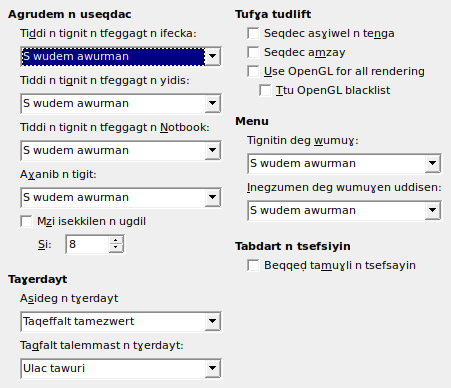 Agrudem n useqdac
Tiddi n tignit n tfeggagt n ifecka:
S wudem awurman
Tiddi n tignit n tfeggagt n yidis:
S wudem awurman
Tiddi n tignit n tfeggagt n Notbook:
S wudem awurman
Aɣanib n tigit:
S wudem awurman
Mzi isekkilen n ugdil
Si: 8
Taɣerdayt
Asideg n tɣerdayt
Taqeffalt tamezwert
Tagfalt talemmast n tɣerdayt:
Ulac tawuri
Tufɣa tudlift
Seqdec asɣiwel n tenga
Seqdec amzay
Use OpenGL for all rendering
Ttu OpenGL blacklist
Menu
Tignitin deg wumuɣ:
S wudem awurman
Inegzumen deg wumuɣen uddisen:
S wudem awurman
Tabdart n tsefsiyin
Beqqeḍ tamuɣli n tsefsayin